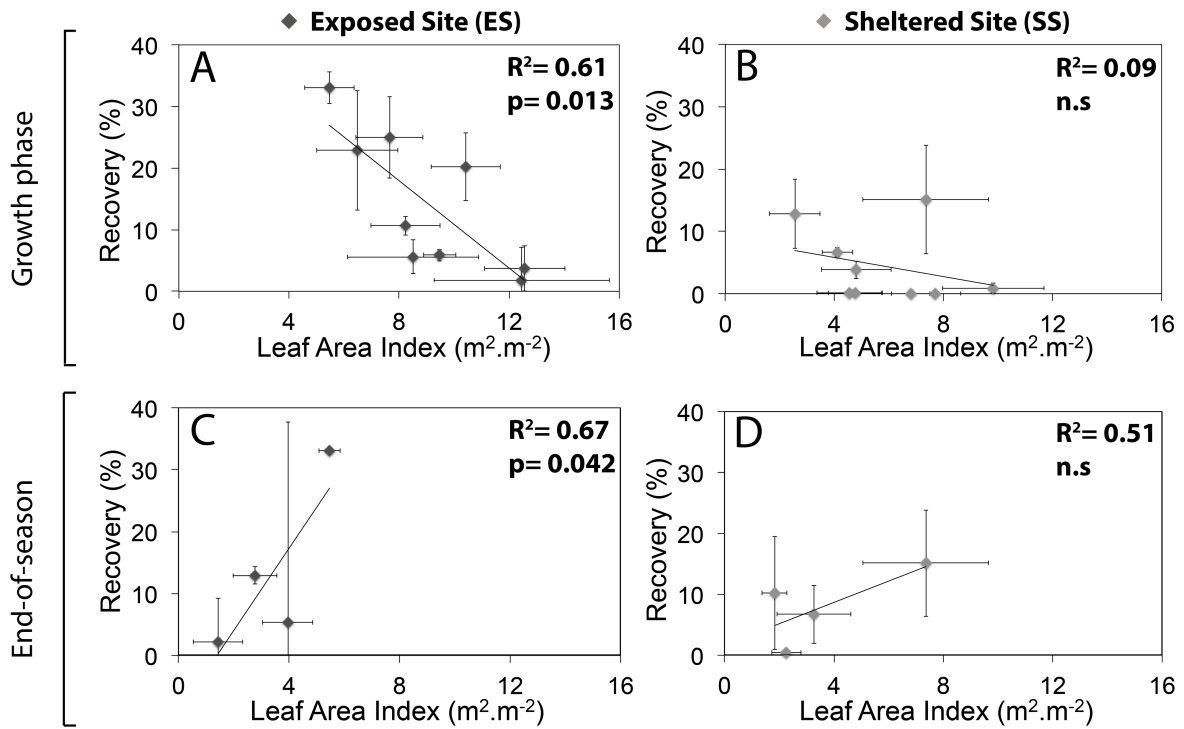 Exposed Site (ES)
Sheltered Site (SS)
Growth phase
End-of-season
A
R²= 0.61
p= 0.013
Recovery (%)
40
30
20
10
0
0 4 8 12 16
Leaf Area Index (m².m⁻²)
B
R²= 0.09
n.s
Recovery (%)
40
30
20
10
0
0 4 8 12 16
Leaf Area Index (m².m⁻²)
C
R²= 0.67
p= 0.042
Recovery (%)
40
30
20
10
0
0 4 8 12 16
Leaf Area Index (m².m⁻²)
D
R²= 0.51
n.s
Recovery (%)
40
30
20
10
0
0 4 8 12 16
Leaf Area Index (m².m⁻²)